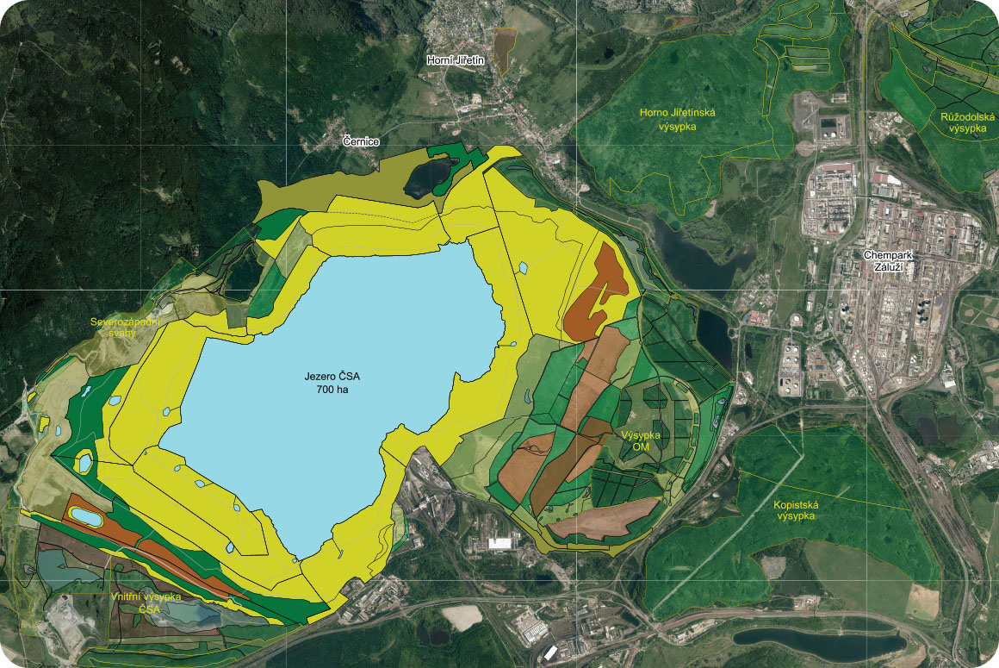 Horní Jiřetín
Horno Jiřetínská
výsypka
Růžodolská
výsypka
Černice
Chempark
Záluží
Severozápadní
svahy
Jezero ČSA
700 ha
Výsypka
OM
Kopistská
výsypka
Vnitřní výsypka
ČSA